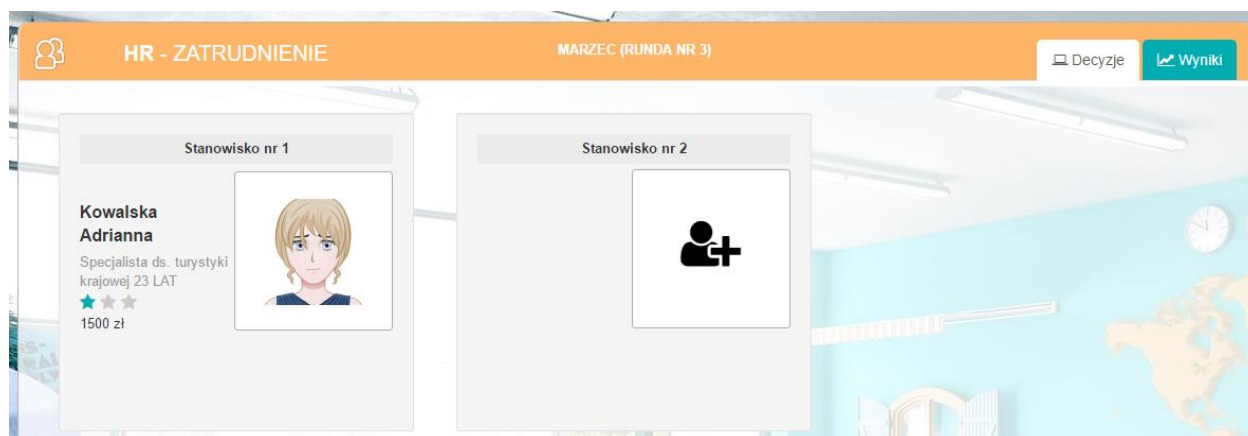 HR - ZATRUDNIENIE
MARZEC (RUNDA NR 3)
Decyzje
Wyniki
Stanowisko nr 1
Kowalska
Adrianna
Specjalista ds. turystyki
krajowej 23 LAT
1500 zł
Stanowisko nr 2